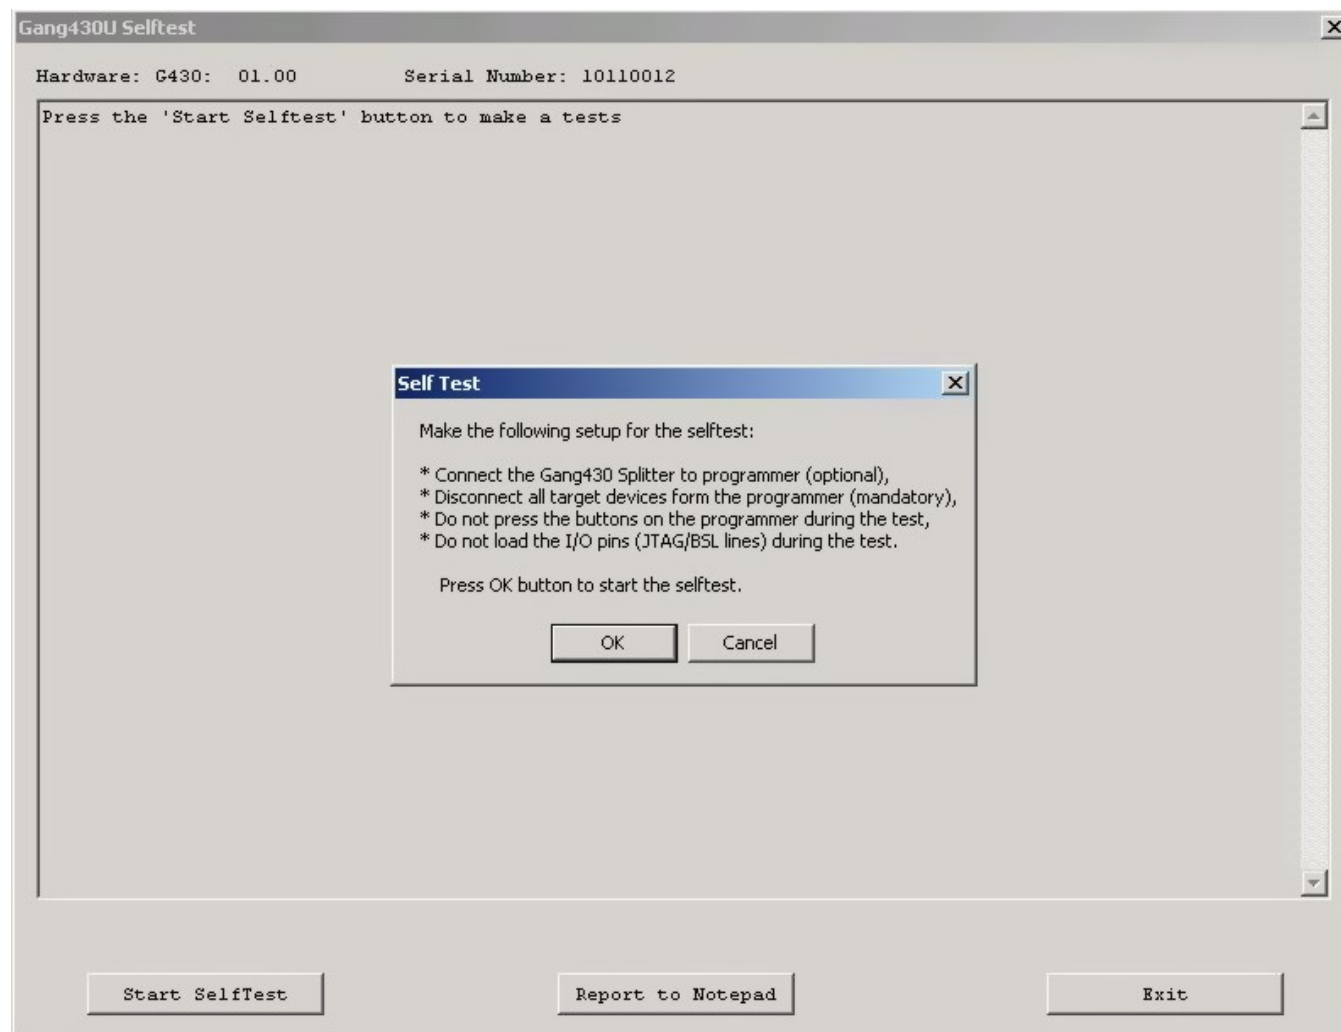 Gang430U Selftest
Hardware: G430: 01.00 Serial Number: 10110012
Press the 'Start Selftest' button to make a tests
Self Test
Make the following setup for the selftest:
* Connect the Gang430 Splitter to programmer (optional),
* Disconnect all target devices form the programmer (mandatory),
* Do not press the buttons on the programmer during the test,
* Do not load the I/O pins (JTAG/BSL lines) during the test.
Press OK button to start the selftest.
OK Cancel
Start SelfTest Report to Notepad Exit